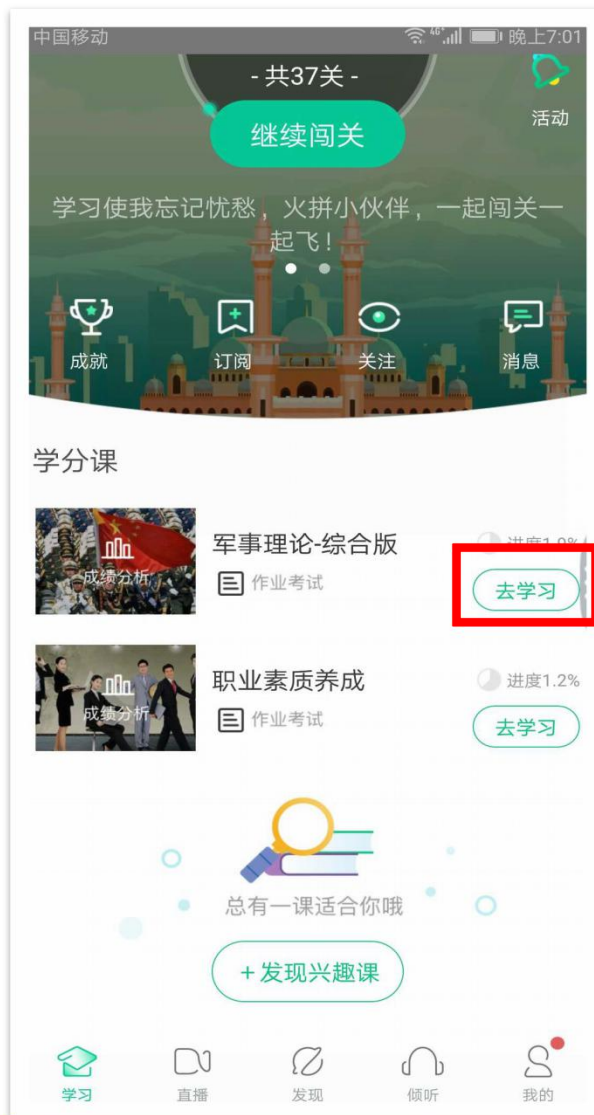 中国移动 4G 晚上7:01
- 共37关 -
继续闯关
活动
学习使我忘记忧愁，火拼小伙伴，一起闯关一
起飞！
成就 订阅 关注 消息
学分课
军事理论-综合版
成绩分析
作业考试
去学习
职业素质养成
进度1.2%
成绩分析
作业考试
去学习
总有一课适合你哦
+发现兴趣课
学习 直播 发现 倾听 我的